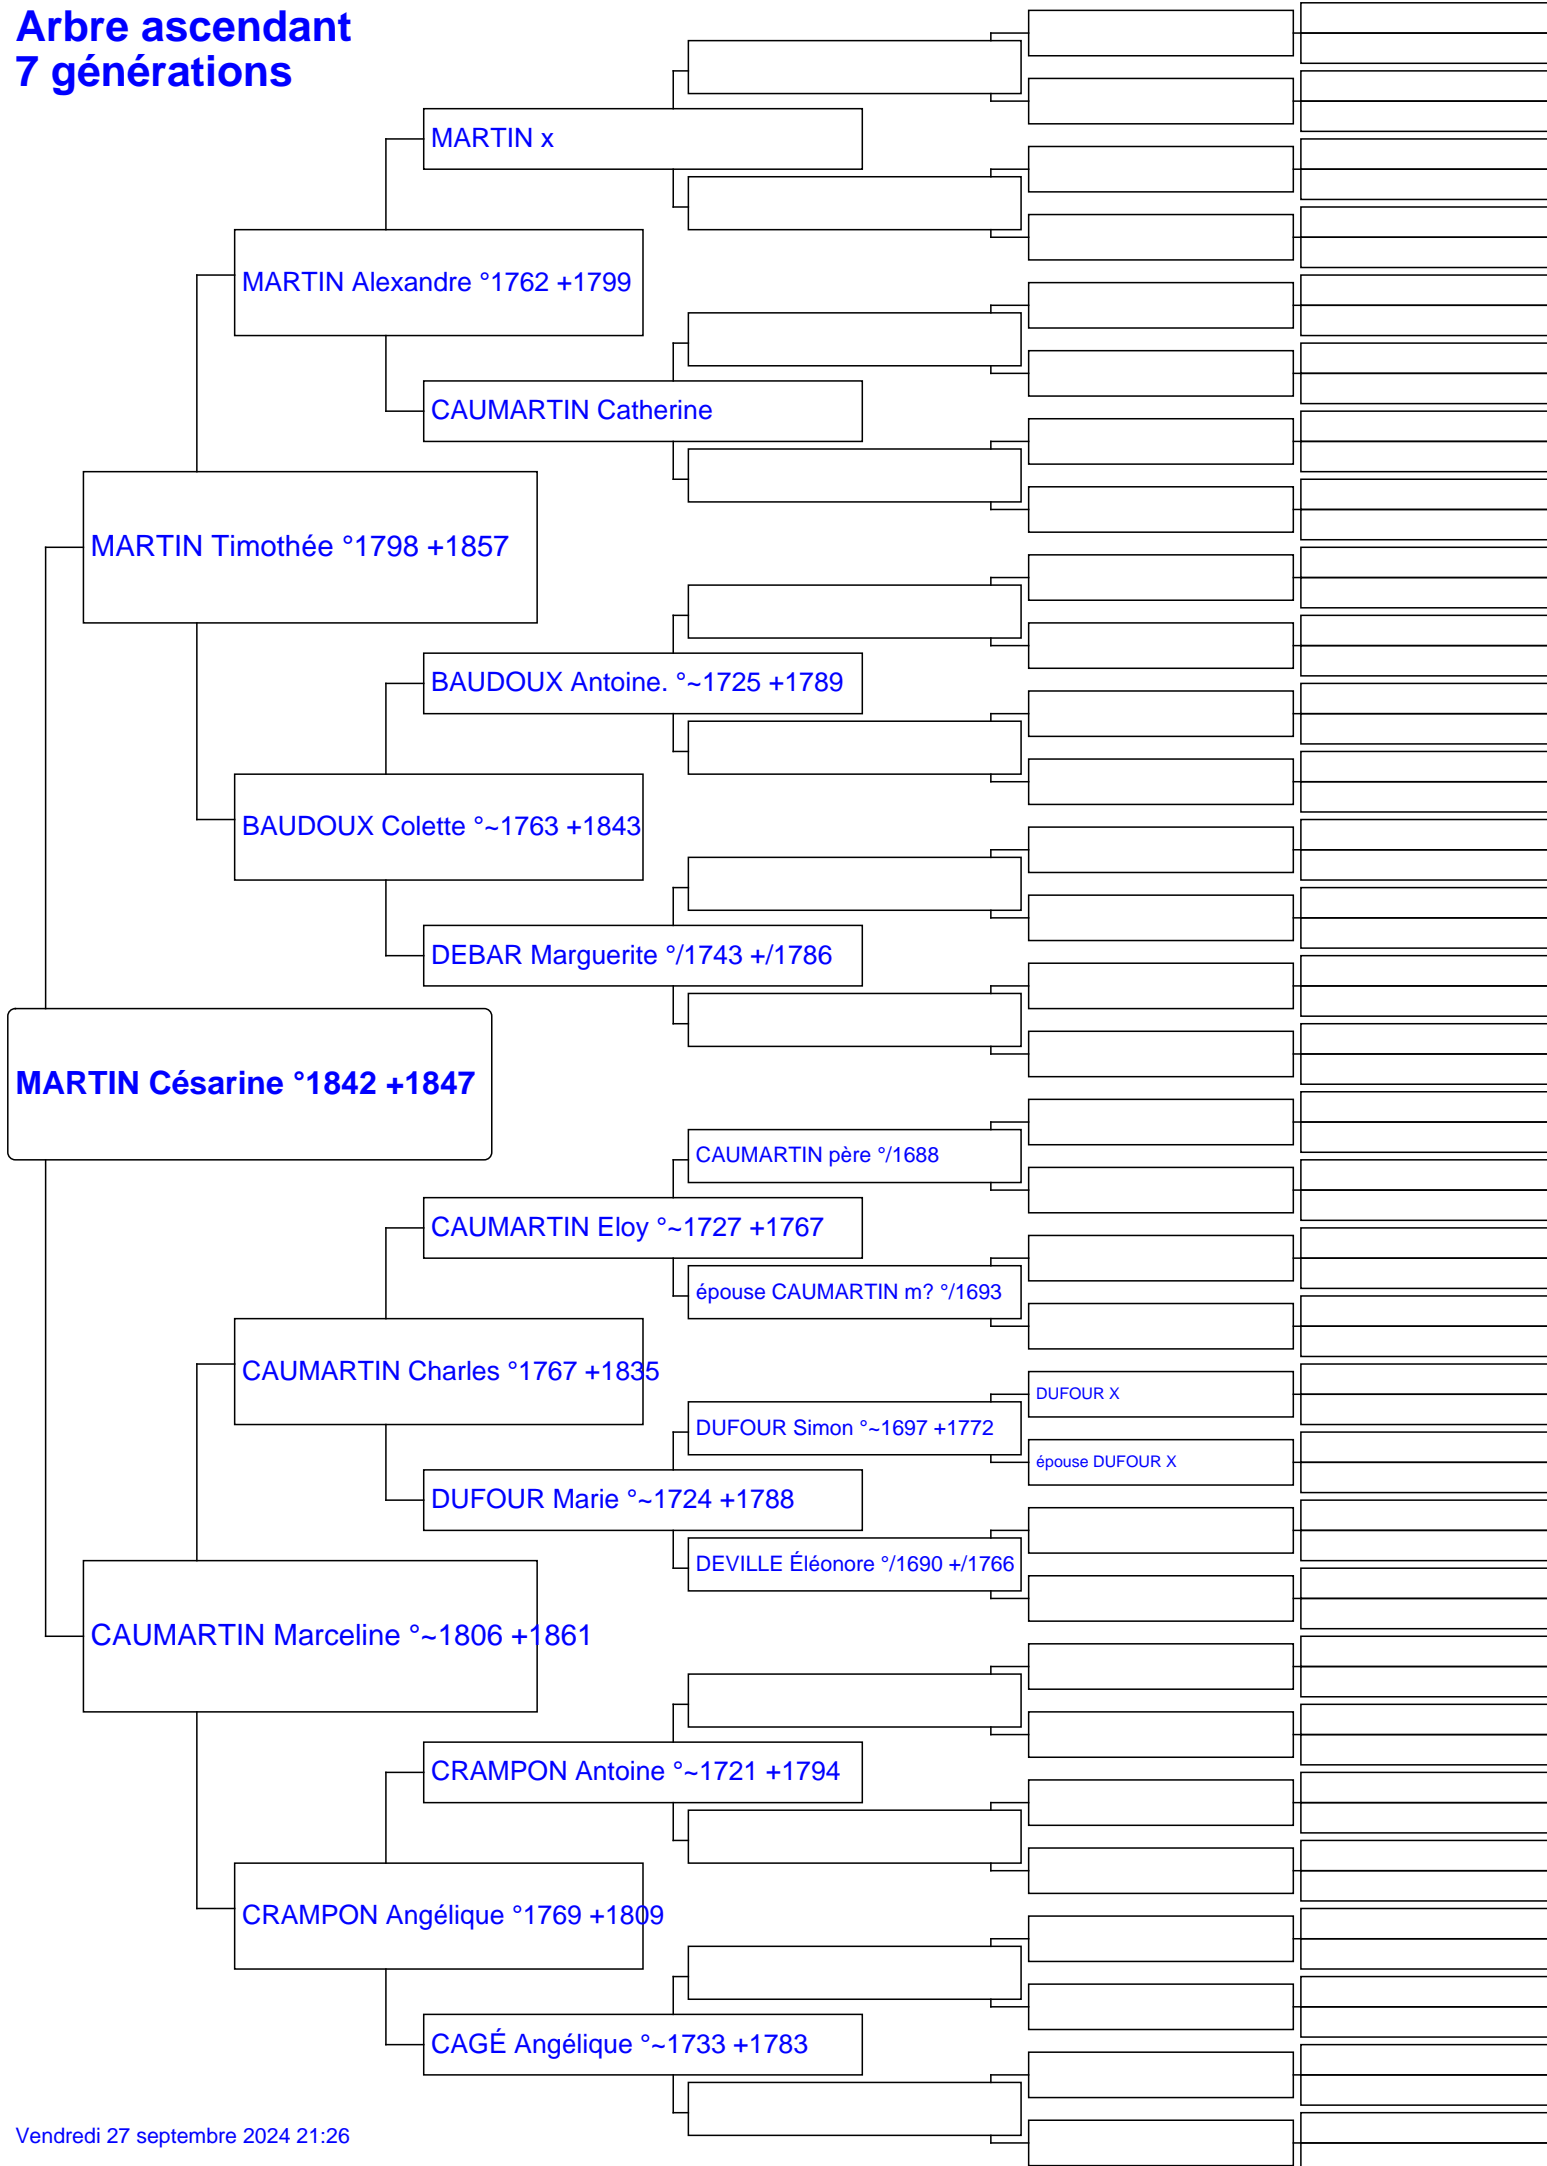 Arbre ascendant
7 générations
MARTIN x
MARTIN Alexandre °1762 +1799
CAUMARTIN Catherine
MARTIN Timothée °1798 +1857
BAUDOUX Antoine. °~1725 +1789
BAUDOUX Colette °~1763 +1843
DEBAR Marguerite °/1743 +/1786
MARTIN Césarine °1842 +1847
CAUMARTIN père °/1688
CAUMARTIN Eloy °~1727 +1767
épouse CAUMARTIN m? °/1693
CAUMARTIN Charles °1767 +1835
DUFOUR X
DUFOUR Simon °~1697 +1772
épouse DUFOUR X
DUFOUR Marie °~1724 +1788
DEVILLE Éléonore °/1690 +/1766
CAUMARTIN Marceline °~1806 +1861
CRAMPON Antoine °~1721 +1794
CRAMPON Angélique °1769 +1809
CAGÉ Angélique °~1733 +1783
Vendredi 27 septembre 2024 21:26